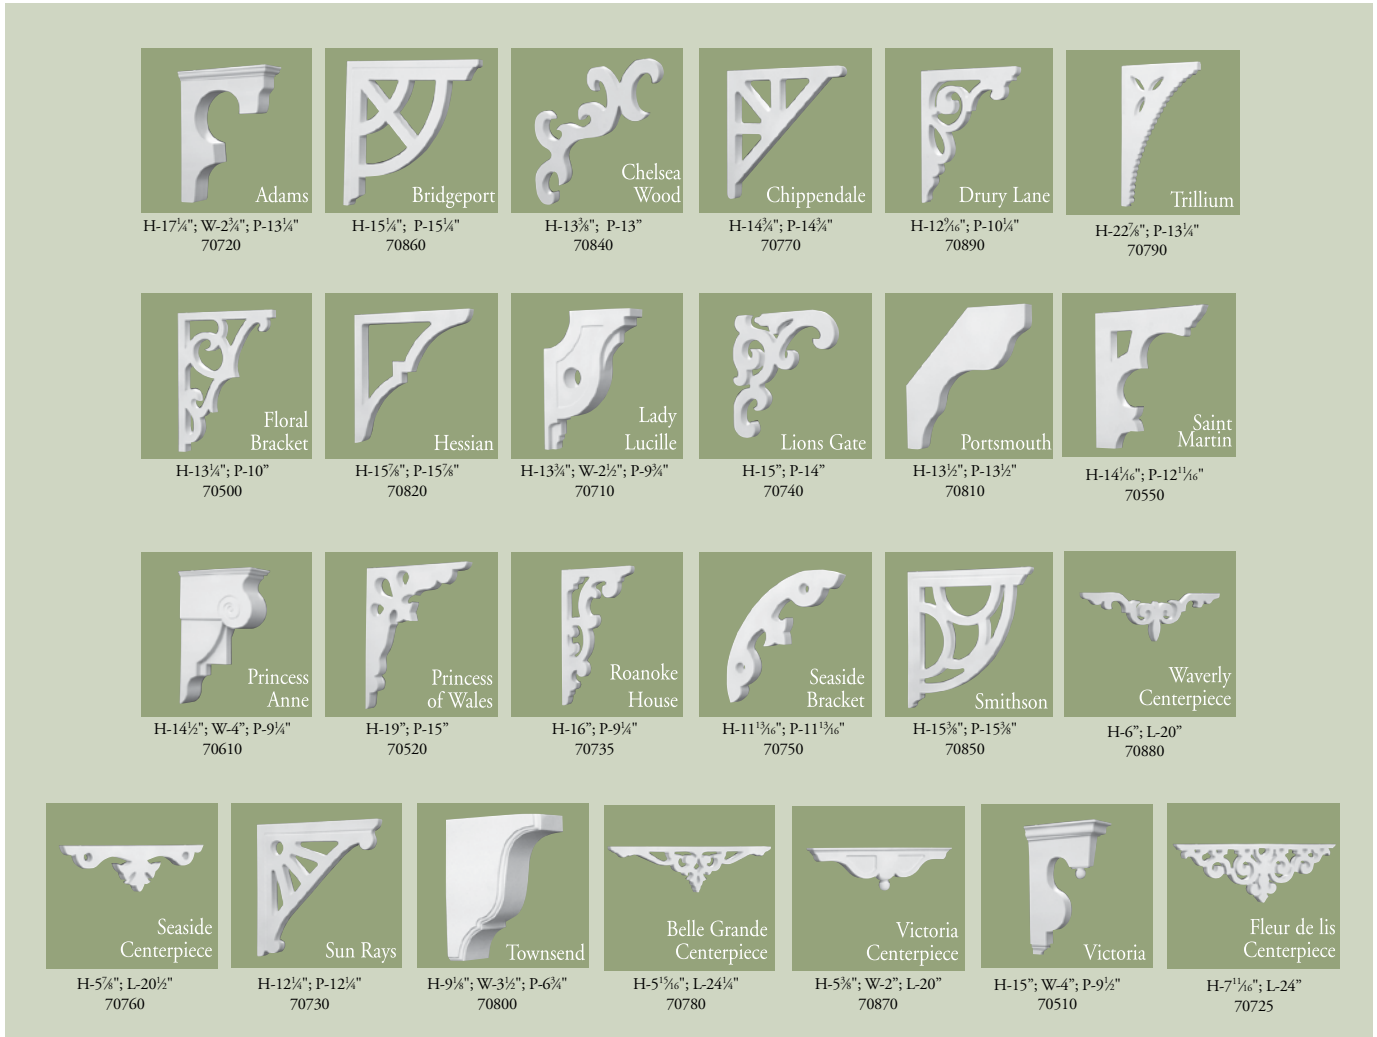 Adams
H-17¼"; W-2¾"; P-13¼"
70720
Bridgeport
H-15¼"; P-15¼"
70860
Chelsea
Wood
H-13⅜"; P-13”
70840
Chippendale
H-14¾"; P-14¾"
70770
Drury Lane
H-12⁹⁄₁₆"; P-10¼"
70890
Trillium
H-22⅞"; P-13¼"
70790
Floral
Bracket
H-13¼"; P-10”
70500
Hessian
H-15⅞"; P-15⅞"
70820
Lady
Lucille
H-13¾"; W-2½"; P-9¾"
70710
Lions Gate
H-15”; P-14”
70740
Portsmouth
H-13½"; P-13½"
70810
Saint
Martin
H-14¹⁄₁₆"; P-12¹¹⁄₁₆"
70550
Princess
Anne
H-14½"; W-4”; P-9¼"
70610
Princess
of Wales
H-19”; P-15”
70520
Roanoke
House
H-16”; P-9¼"
70735
Seaside
Bracket
H-11¹³⁄₁₆"; P-11¹³⁄₁₆"
70750
Smithson
H-15⅜"; P-15⅜"
70850
Waverly
Centerpiece
H-6”; L-20”
70880
Seaside
Centerpiece
H-5⅞"; L-20½"
70760
Sun Rays
H-12¼"; P-12¼"
70730
Townsend
H-9⅛"; W-3½"; P-6¾"
70800
Belle Grande
Centerpiece
H-5¹⁵⁄₁₆"; L-24¼"
70780
Victoria
Centerpiece
H-5⅜"; W-2”; L-20”
70870
Victoria
H-15”; W-4”; P-9½"
70510
Fleur de lis
Centerpiece
H-7¹¹⁄₁₆"; L-24”
70725